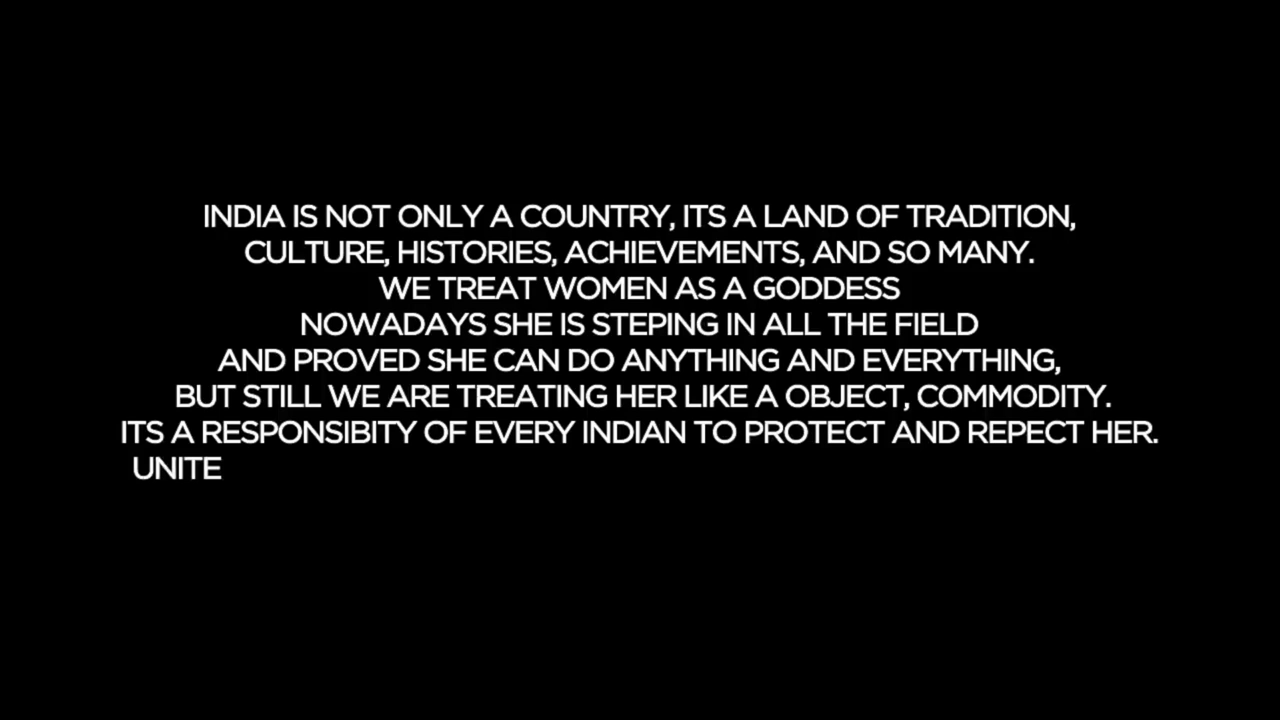 INDIA IS NOT ONLY A COUNTRY, ITS A LAND OF TRADITION,
CULTURE, HISTORIES, ACHIEVEMENTS, AND SO MANY.
WE TREAT WOMEN AS A GODDESS
NOWADAYS SHE IS STEPING IN ALL THE FIELD
AND PROVED SHE CAN DO ANYTHING AND EVERYTHING,
BUT STILL WE ARE TREATING HER LIKE A OBJECT, COMMODITY.
ITS A RESPONSIBITY OF EVERY INDIAN TO PROTECT AND REPECT HER.
UNITE